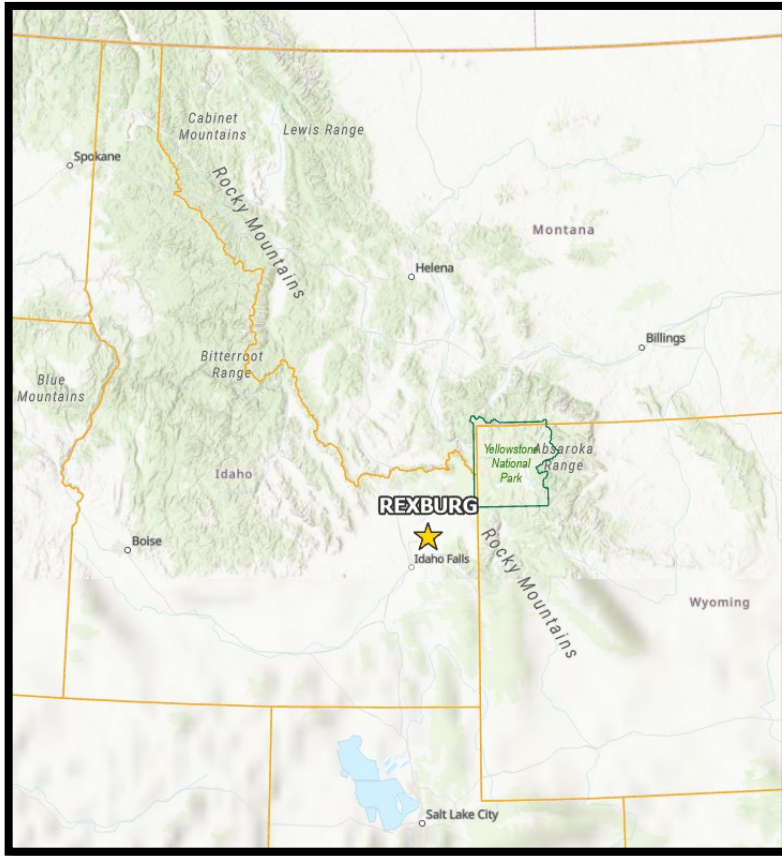 Cabinet
Mountains
Lewis Range
Spokane
Rocky Mountains
Montana
Helena
Billings
Bitterroot
Range
Blue
Mountains
Yellowstone
National
Park
Absaroka
Range
Idaho
REXBURG
Boise
Idaho Falls
Rocky Mountains
Wyoming
Salt Lake City